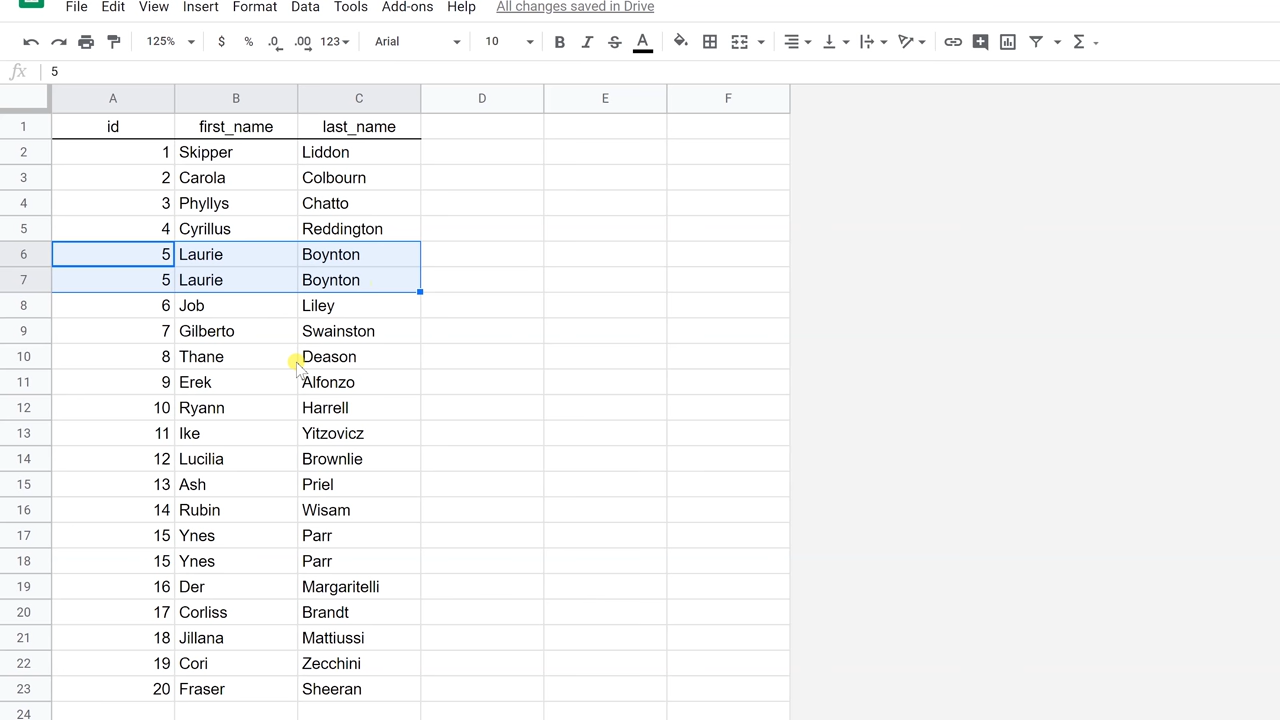 File Edit View Insert Format Data Tools Add-ons Help All changes saved in Drive
125% $ % .0 .00 123 Arial 10 B I S A Σ
fx 5
A B C D E F
1 id first_name last_name
2 1 Skipper Liddon
3 2 Carola Colbourn
4 3 Phyllys Chatto
5 4 Cyrillus Reddington
6 5 Laurie Boynton
7 5 Laurie Boynton
8 6 Job Liley
9 7 Gilberto Swainston
10 8 Thane Deason
11 9 Erek Alfonzo
12 10 Ryann Harrell
13 11 Ike Yitzovicz
14 12 Lucilia Brownlie
15 13 Ash Priel
16 14 Rubin Wisam
17 15 Ynes Parr
18 15 Ynes Parr
19 16 Der Margaritelli
20 17 Corliss Brandt
21 18 Jillana Mattiussi
22 19 Cori Zecchini
23 20 Fraser Sheeran
24